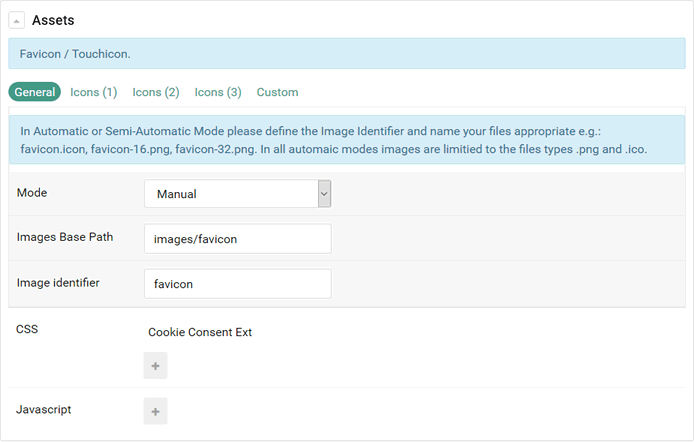 Assets
Favicon / Touchicon.
General Icons (1) Icons (2) Icons (3) Custom
In Automatic or Semi-Automatic Mode please define the Image Identifier and name your files appropriate e.g.:
favicon.icon, favicon-16.png, favicon-32.png. In all automaic modes images are limitied to the files types .png and .ico.
Mode Manual
Images Base Path images/favicon
Image identifier favicon
CSS Cookie Consent Ext
+
Javascript +